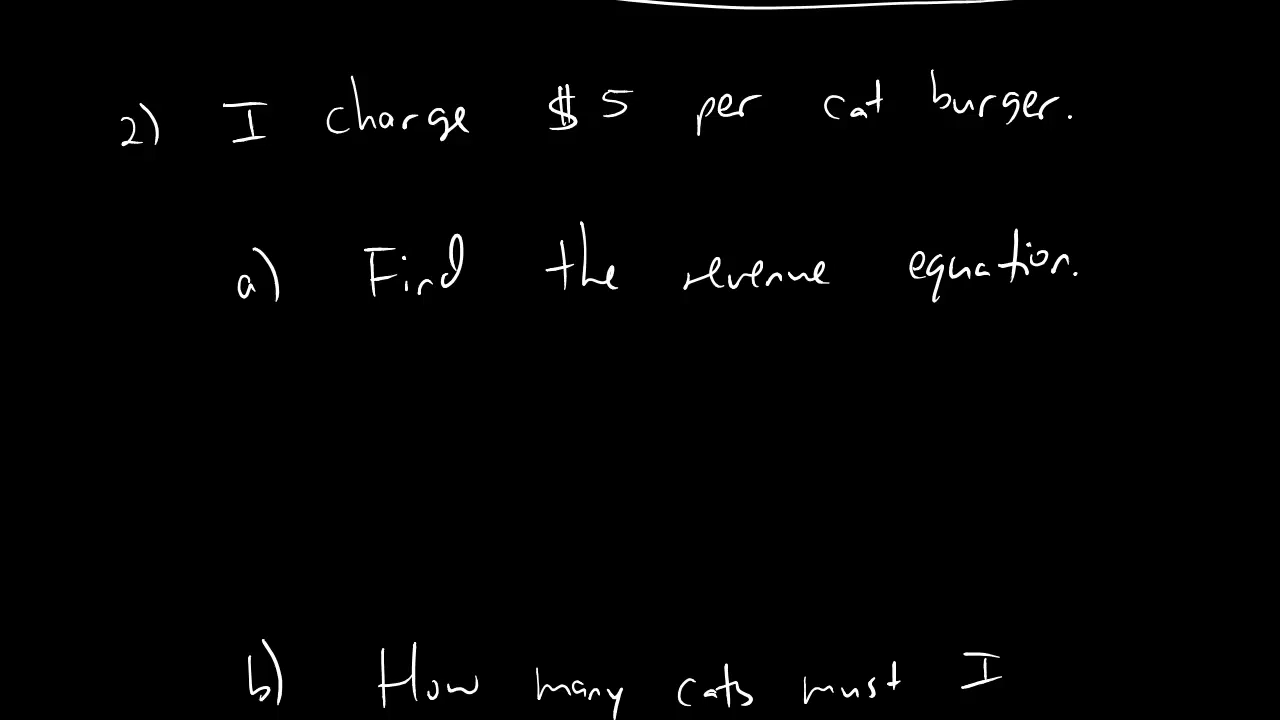 2) I charge $5 per cat burger.
a) Find the revenue equation.
b) How many cats must I